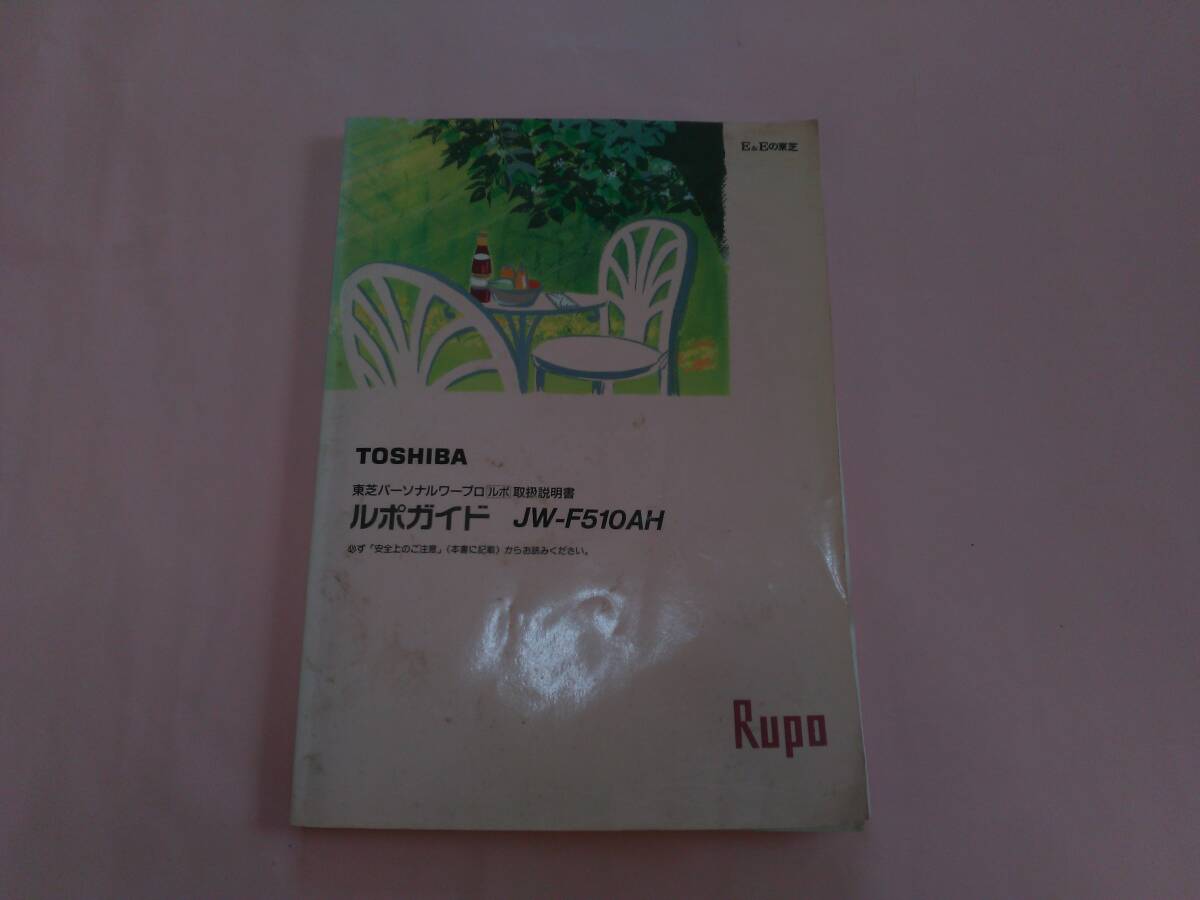 E&Eの東芝
TOSHIBA
東芝パーソナルワープロ ルポ 取扱説明書
ルポガイド JW-F510AH
必ず「安全上のご注意」(本書に記載)からお読みください。
Rupo